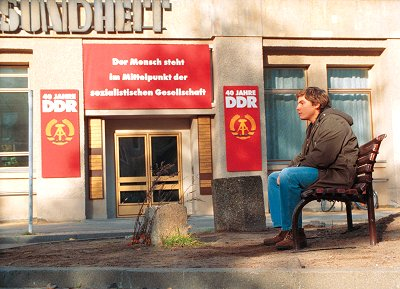 SUNDHEIT
Der Mensch steht
im Mittelpunkt der
sozialistischen Gesellschaft
40 JAHRE
DDR
40 JAHRE
DDR